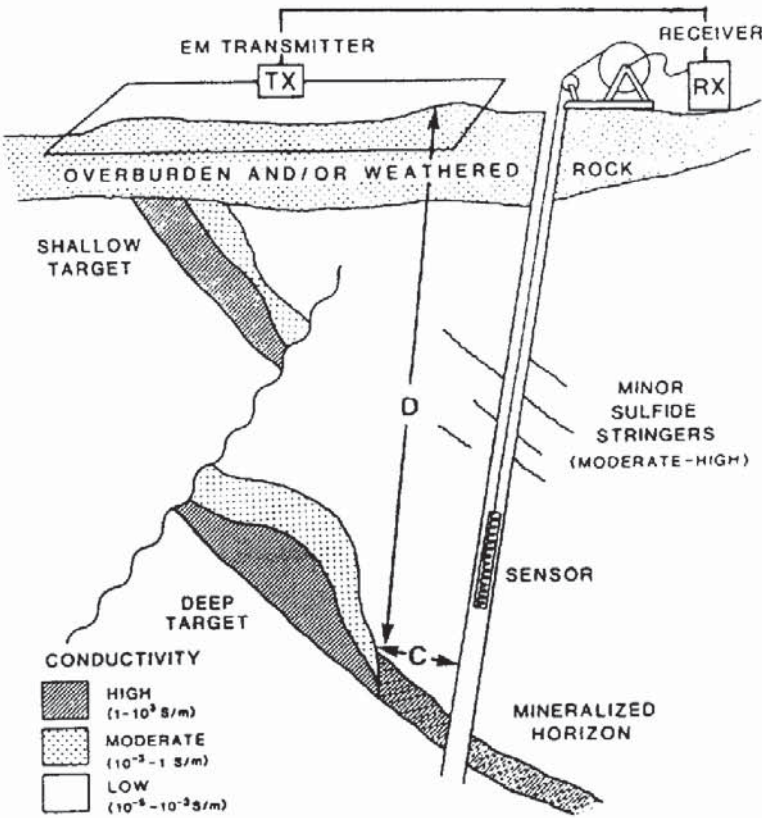 EM TRANSMITTER
RECEIVER
TX
RX
OVERBURDEN AND/OR WEATHERED ROCK
SHALLOW
TARGET
D
MINOR
SULFIDE
STRINGERS
(MODERATE-HIGH)
SENSOR
DEEP
TARGET
C
MINERALIZED
HORIZON
CONDUCTIVITY
HIGH
(1-10³ S/m)
MODERATE
(10⁻³-1 S/m)
LOW
(10⁻⁵-10⁻³ S/m)